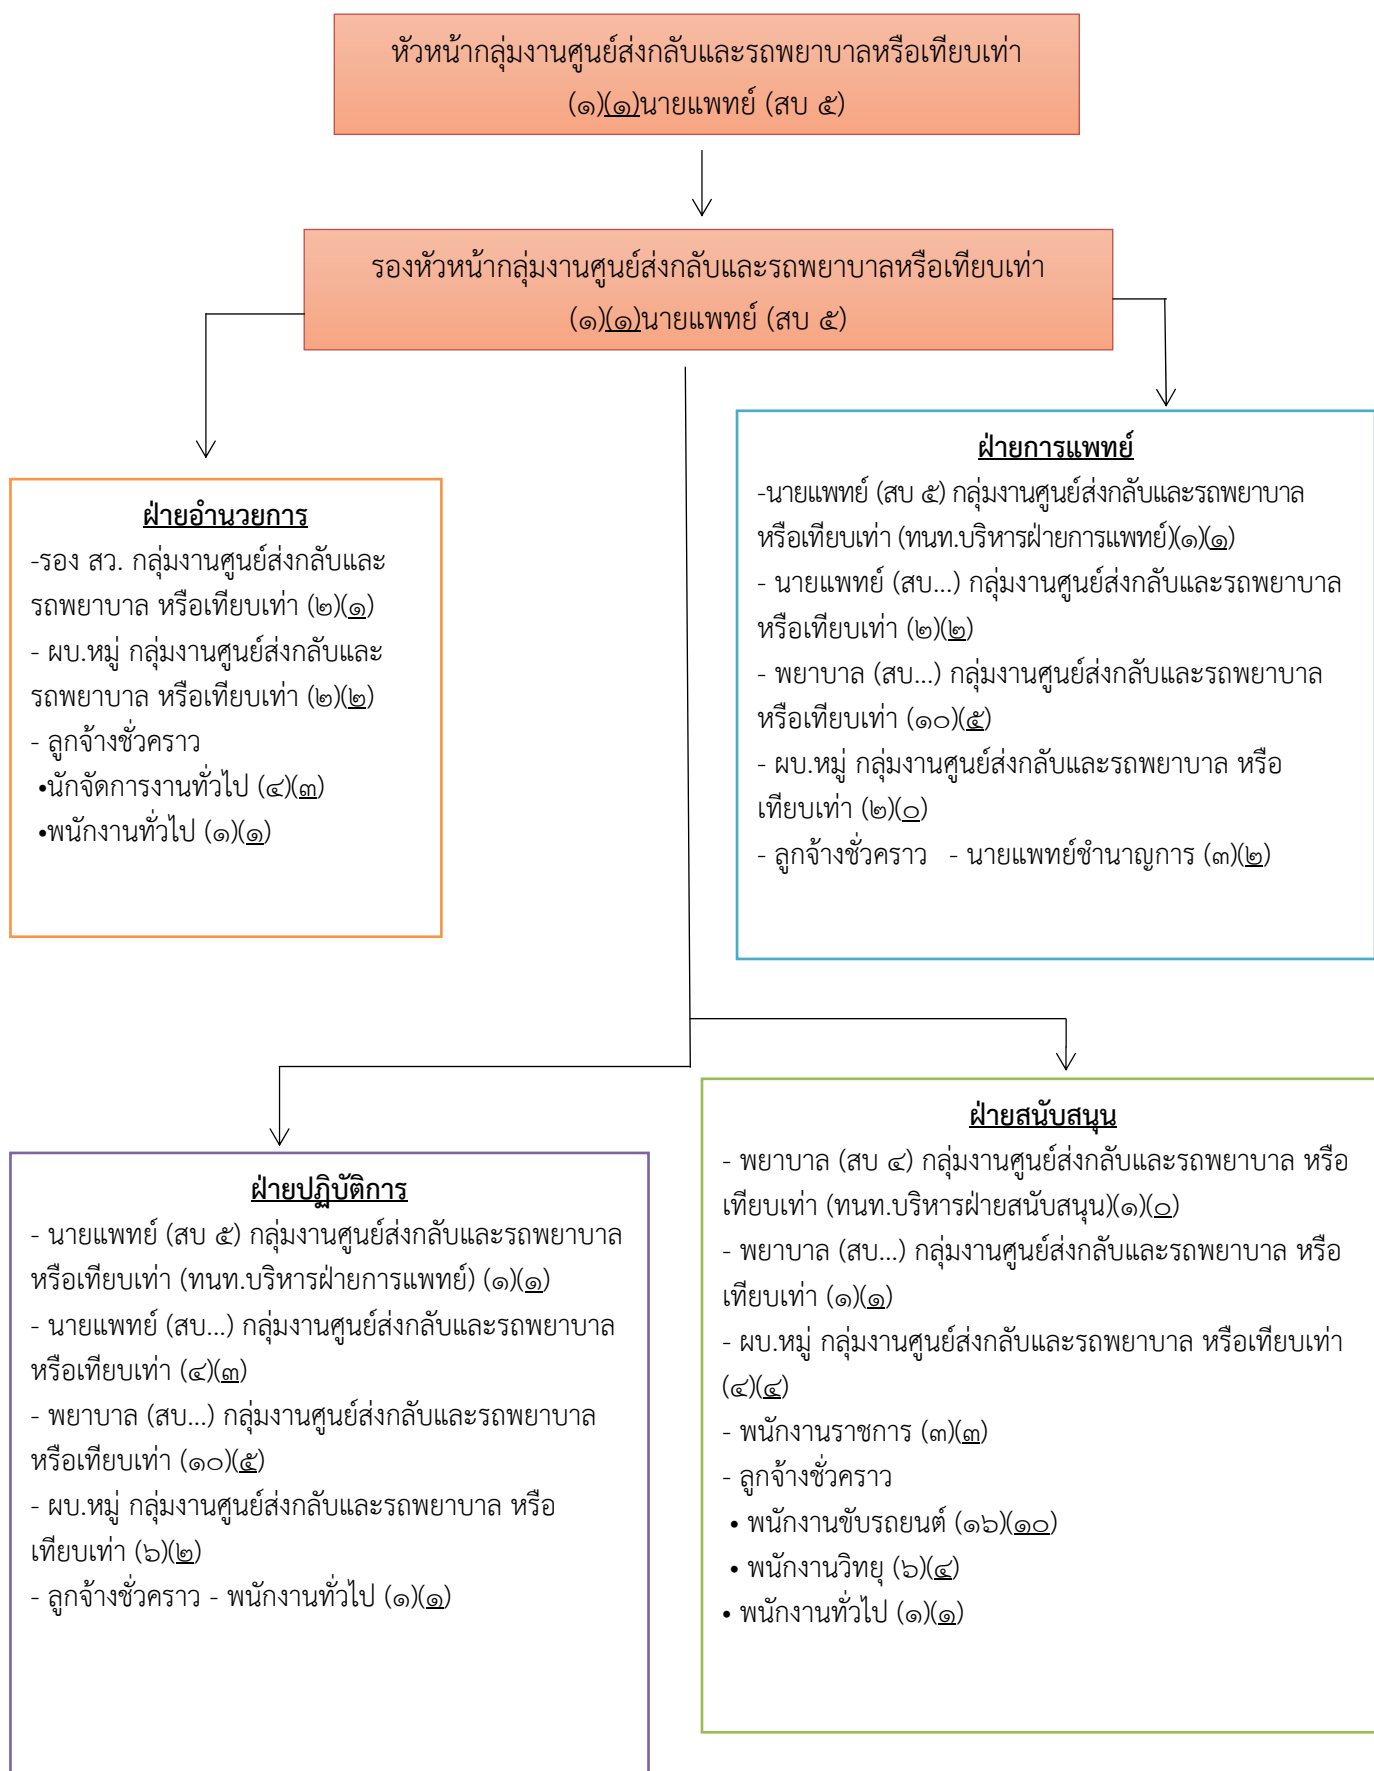 หัวหน้ากลุ่มงานศูนย์ส่งกลับและรถพยาบาลหรือเทียบเท่า
(๑)(๑)นายแพทย์ (สบ ๕)
รองหัวหน้ากลุ่มงานศูนย์ส่งกลับและรถพยาบาลหรือเทียบเท่า
(๑)(๑)นายแพทย์ (สบ ๕)
ฝ่ายอำนวยการ
-รอง สว. กลุ่มงานศูนย์ส่งกลับและ
รถพยาบาล หรือเทียบเท่า (๒)(๑)
- ผบ.หมู่ กลุ่มงานศูนย์ส่งกลับและ
รถพยาบาล หรือเทียบเท่า (๒)(๒)
- ลูกจ้างชั่วคราว
•นักจัดการงานทั่วไป (๔)(๓)
•พนักงานทั่วไป (๑)(๑)
ฝ่ายการแพทย์
-นายแพทย์ (สบ ๕) กลุ่มงานศูนย์ส่งกลับและรถพยาบาล
หรือเทียบเท่า (ทนท.บริหารฝ่ายการแพทย์)(๑)(๑)
- นายแพทย์ (สบ...) กลุ่มงานศูนย์ส่งกลับและรถพยาบาล
หรือเทียบเท่า (๒)(๒)
- พยาบาล (สบ...) กลุ่มงานศูนย์ส่งกลับและรถพยาบาล
หรือเทียบเท่า (๑๐)(๕)
- ผบ.หมู่ กลุ่มงานศูนย์ส่งกลับและรถพยาบาล หรือ
เทียบเท่า (๒)(๐)
- ลูกจ้างชั่วคราว - นายแพทย์ชำนาญการ (๓)(๒)
ฝ่ายปฏิบัติการ
- นายแพทย์ (สบ ๕) กลุ่มงานศูนย์ส่งกลับและรถพยาบาล
หรือเทียบเท่า (ทนท.บริหารฝ่ายการแพทย์) (๑)(๑)
- นายแพทย์ (สบ...) กลุ่มงานศูนย์ส่งกลับและรถพยาบาล
หรือเทียบเท่า (๔)(๓)
- พยาบาล (สบ...) กลุ่มงานศูนย์ส่งกลับและรถพยาบาล
หรือเทียบเท่า (๑๐)(๕)
- ผบ.หมู่ กลุ่มงานศูนย์ส่งกลับและรถพยาบาล หรือ
เทียบเท่า (๖)(๒)
- ลูกจ้างชั่วคราว - พนักงานทั่วไป (๑)(๑)
ฝ่ายสนับสนุน
- พยาบาล (สบ ๔) กลุ่มงานศูนย์ส่งกลับและรถพยาบาล หรือ
เทียบเท่า (ทนท.บริหารฝ่ายสนับสนุน)(๑)(๐)
- พยาบาล (สบ...) กลุ่มงานศูนย์ส่งกลับและรถพยาบาล หรือ
เทียบเท่า (๑)(๑)
- ผบ.หมู่ กลุ่มงานศูนย์ส่งกลับและรถพยาบาล หรือเทียบเท่า
(๔)(๔)
- พนักงานราชการ (๓)(๓)
- ลูกจ้างชั่วคราว
• พนักงานขับรถยนต์ (๑๖)(๑๐)
• พนักงานวิทยุ (๖)(๔)
• พนักงานทั่วไป (๑)(๑)